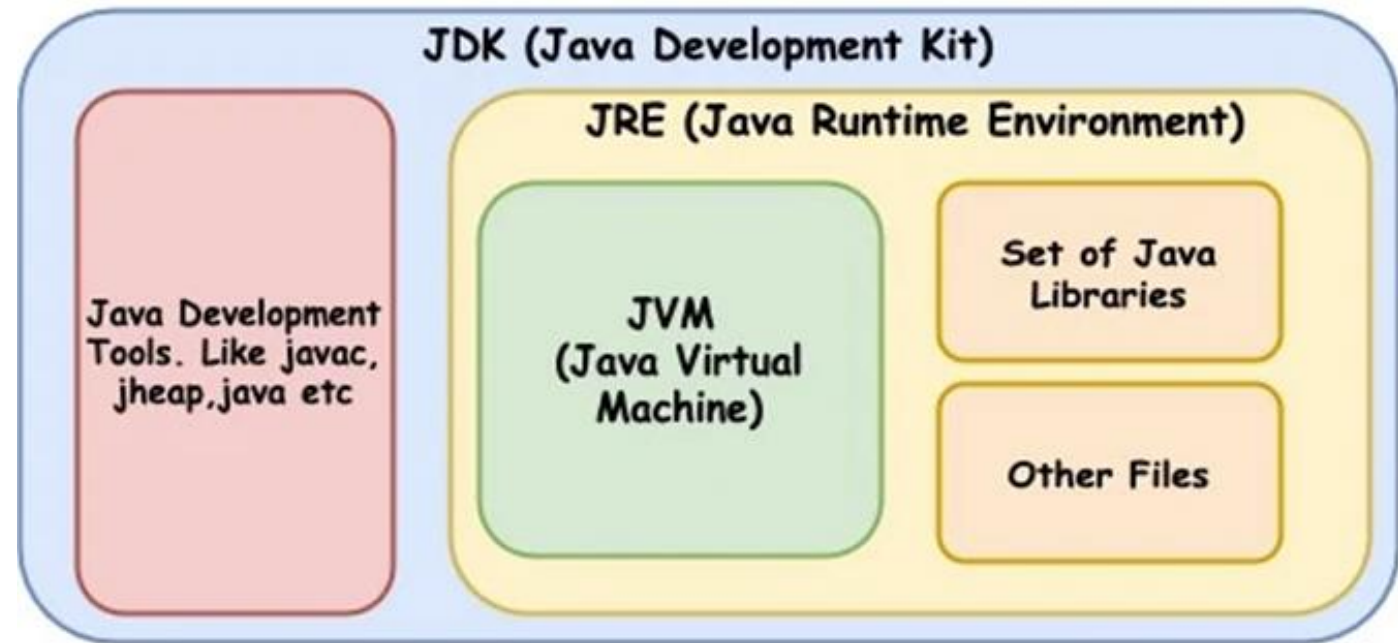 JDK (Java Development Kit)
JRE (Java Runtime Environment)
Java Development
Tools. Like javac,
jheap,java etc
JVM
(Java Virtual
Machine)
Set of Java
Libraries
Other Files